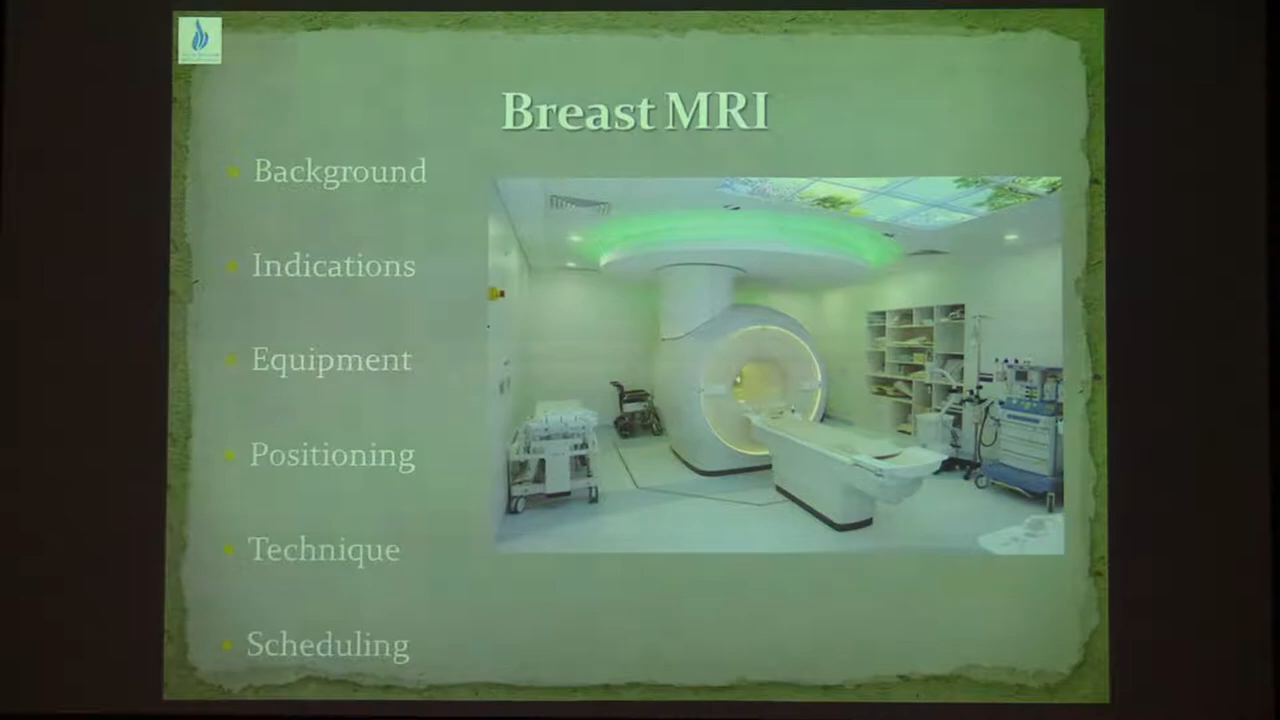 Breast MRI
Background
Indications
Equipment
Positioning
Technique
Scheduling